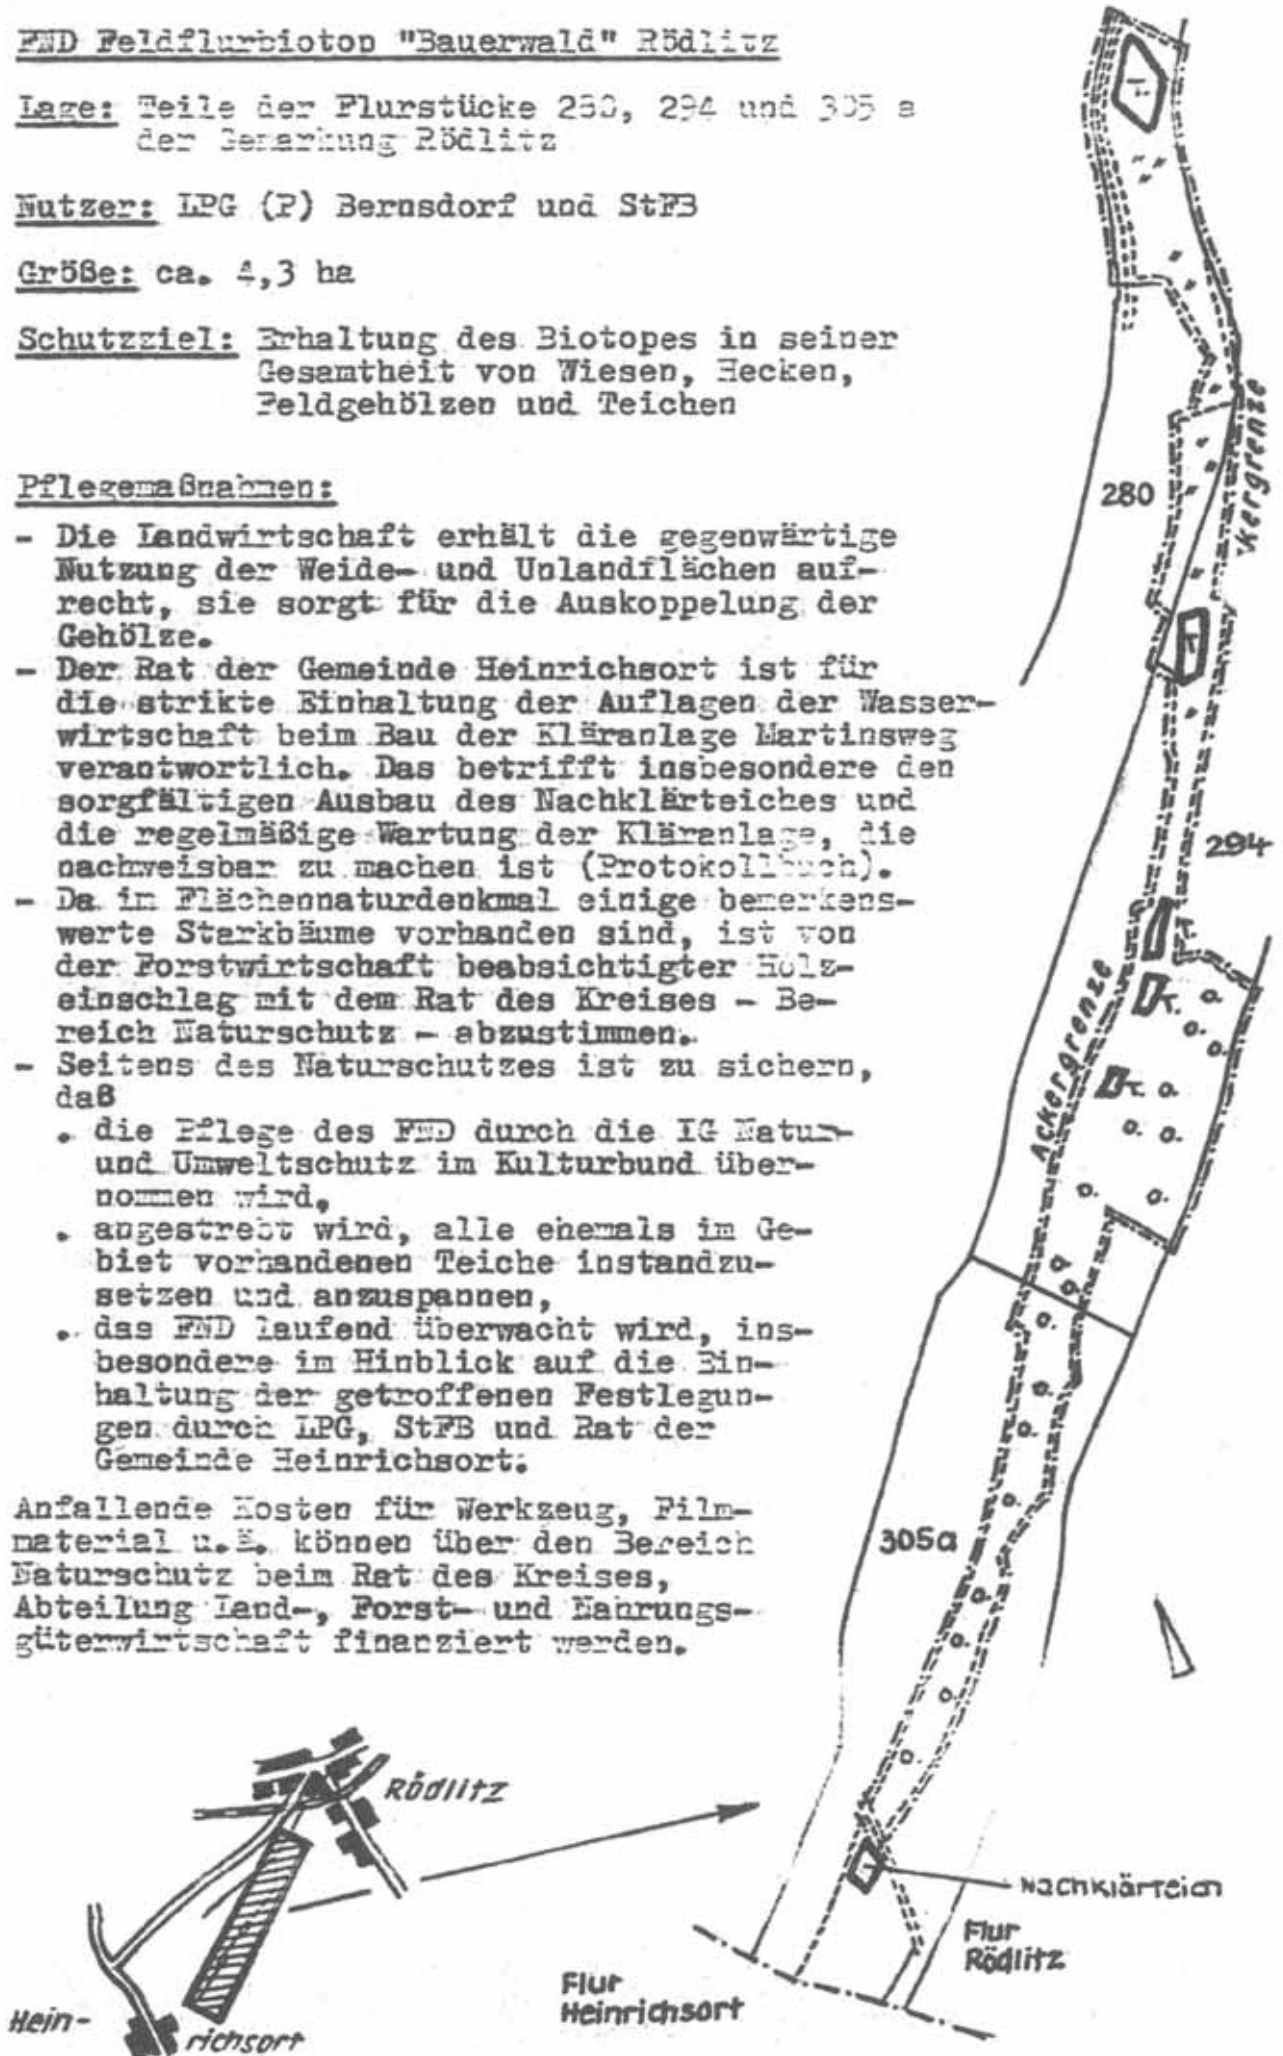 FND Feldflurbiotop "Bauerwald" Rödlitz
Lage: Teile der Flurstücke 280, 294 und 305 a
der Gemarkung Rödlitz
Nutzer: LPG (P) Bernsdorf und StFB
Größe: ca. 4,3 ha
Schutzziel: Erhaltung des Biotopes in seiner
Gesamtheit von Wiesen, Hecken,
Feldgehölzen und Teichen
Pflegemaßnahmen:
- Die Landwirtschaft erhält die gegenwärtige
Nutzung der Weide- und Unlandflächen auf-
recht, sie sorgt für die Auskoppelung der
Gehölze.
- Der Rat der Gemeinde Heinrichsort ist für
die strikte Einhaltung der Auflagen der Wasser-
wirtschaft beim Bau der Kläranlage Martinsweg
verantwortlich. Das betrifft insbesondere den
sorgfältigen Ausbau des Nachklärteiches und
die regelmäßige Wartung der Kläranlage, die
nachweisbar zu machen ist (Protokollbuch).
- Da im Flächennaturdenkmal einige bemerkens-
werte Starkbäume vorhanden sind, ist von
der Forstwirtschaft beabsichtigter Holz-
einschlag mit dem Rat des Kreises - Be-
reich Naturschutz - abzustimmen.
- Seitens des Naturschutzes ist zu sichern,
daß
. die Pflege des FND durch die IG Natur-
und Umweltschutz im Kulturbund über-
nommen wird,
. angestrebt wird, alle ehemals im Ge-
biet vorhandenen Teiche instandzu-
setzen und anzuspannen,
. das FND laufend überwacht wird, ins-
besondere im Hinblick auf die Ein-
haltung der getroffenen Festlegun-
gen durch LPG, StFB und Rat der
Gemeinde Heinrichsort.
Anfallende Kosten für Werkzeug, Film-
material u.ä. können über den Bereich
Naturschutz beim Rat des Kreises,
Abteilung Land-, Forst- und Nahrungs-
güterwirtschaft finanziert werden.
280
kergrenze
T
294
T
T.
Ackergrenze
T.
305a
Nachklärteich
Flur
Rödlitz
Flur
Heinrichsort
Rödlitz
Hein-
richsort